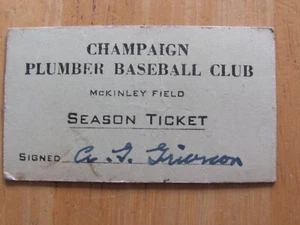 CHAMPAIGN
PLUMBER BASEBALL CLUB
MCKINLEY FIELD
SEASON TICKET
SIGNED